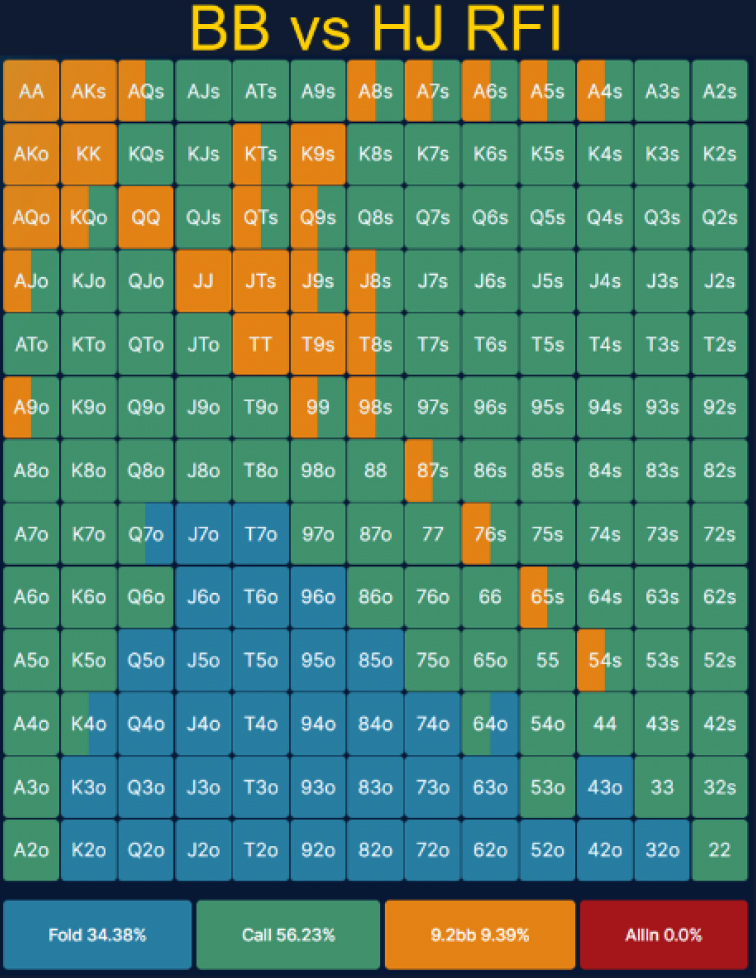 BB vs HJ RFI
AA AKs AQs AJs ATs A9s A8s A7s A6s A5s A4s A3s A2s
AKo KK KQs KJs KTs K9s K8s K7s K6s K5s K4s K3s K2s
AQo KQo QQ QJs QTs Q9s Q8s Q7s Q6s Q5s Q4s Q3s Q2s
AJo KJo QJo JJ JTs J9s J8s J7s J6s J5s J4s J3s J2s
ATo KTo QTo JTo TT T9s T8s T7s T6s T5s T4s T3s T2s
A9o K9o Q9o J9o T9o 99 98s 97s 96s 95s 94s 93s 92s
A8o K8o Q8o J8o T8o 98o 88 87s 86s 85s 84s 83s 82s
A7o K7o Q7o J7o T7o 97o 87o 77 76s 75s 74s 73s 72s
A6o K6o Q6o J6o T6o 96o 86o 76o 66 65s 64s 63s 62s
A5o K5o Q5o J5o T5o 95o 85o 75o 65o 55 54s 53s 52s
A4o K4o Q4o J4o T4o 94o 84o 74o 64o 54o 44 43s 42s
A3o K3o Q3o J3o T3o 93o 83o 73o 63o 53o 43o 33 32s
A2o K2o Q2o J2o T2o 92o 82o 72o 62o 52o 42o 32o 22
Fold 34.38% Call 56.23% 9.2bb 9.39% AllIn 0.0%